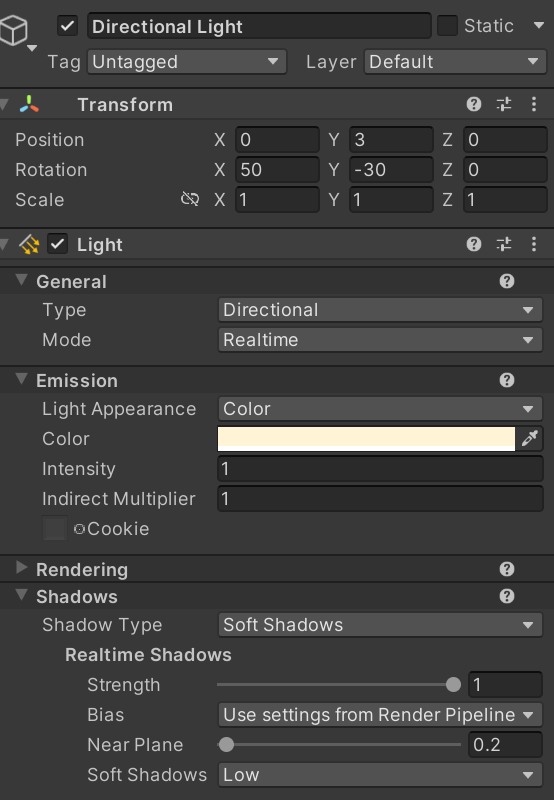 Directional Light Static
Tag Untagged Layer Default
Transform
Position X 0 Y 3 Z 0
Rotation X 50 Y -30 Z 0
Scale X 1 Y 1 Z 1
Light
General
Type Directional
Mode Realtime
Emission
Light Appearance Color
Color
Intensity 1
Indirect Multiplier 1
Cookie
Rendering
Shadows
Shadow Type Soft Shadows
Realtime Shadows
Strength 1
Bias Use settings from Render Pipeline
Near Plane 0.2
Soft Shadows Low